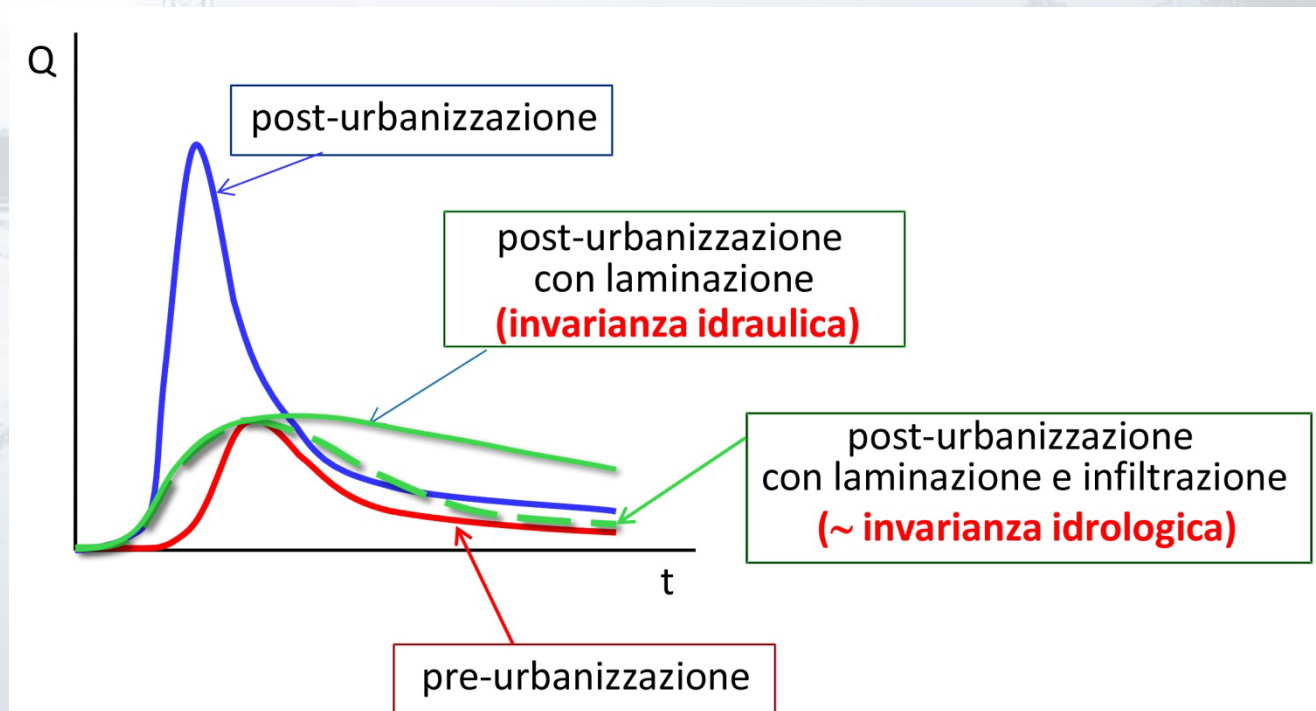 Q
post-urbanizzazione
post-urbanizzazione
con laminazione
(invarianza idraulica)
post-urbanizzazione
con laminazione e infiltrazione
(~ invarianza idrologica)
t
pre-urbanizzazione